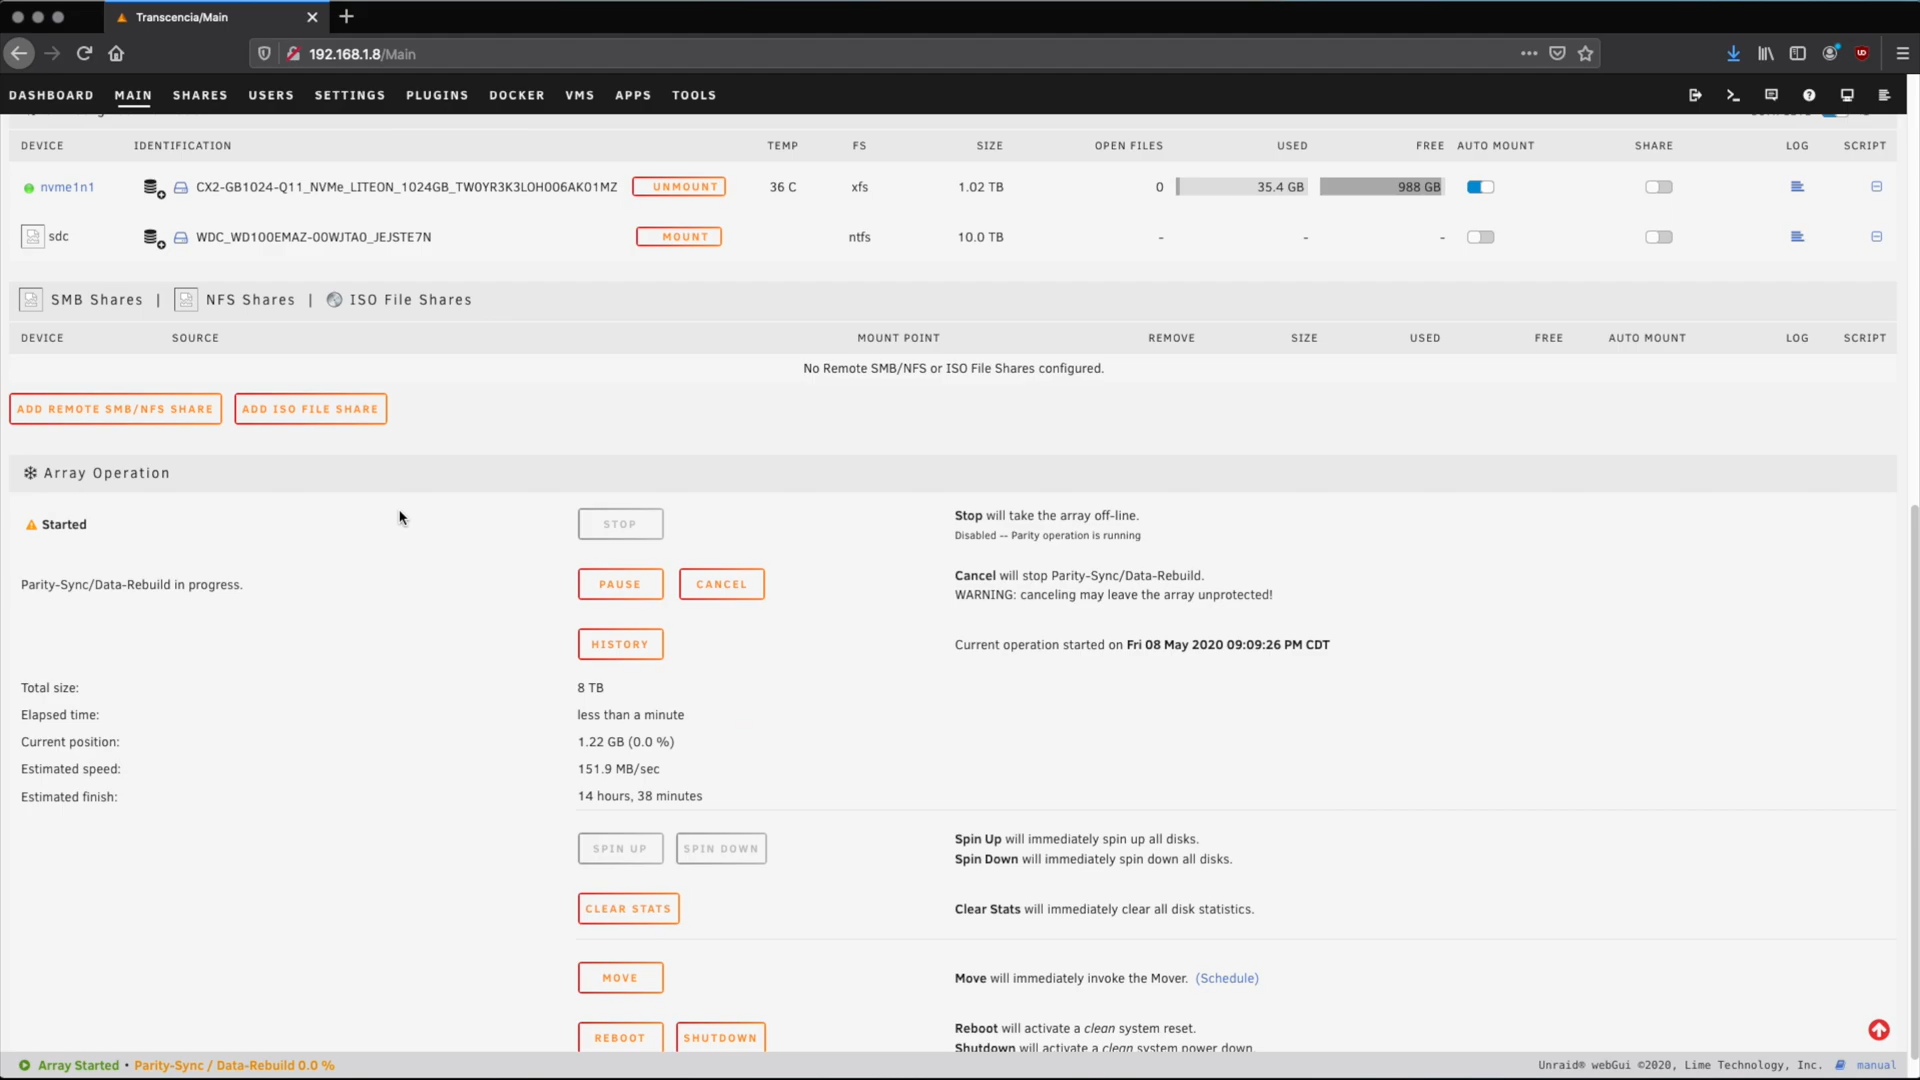 Transcencia/Main
192.168.1.8/Main
DASHBOARD MAIN SHARES USERS SETTINGS PLUGINS DOCKER VMS APPS TOOLS
DEVICE IDENTIFICATION TEMP FS SIZE OPEN FILES USED FREE AUTO MOUNT SHARE LOG SCRIPT
nvme1n1 CX2-GB1024-Q11_NVMe_LITEON_1024GB_TW0YR3K3LOH006AK01MZ UNMOUNT 36 C xfs 1.02 TB 0 35.4 GB 988 GB
sdc WDC_WD100EMAZ-00WJTA0_JEJSTE7N MOUNT ntfs 10.0 TB - - -
SMB Shares | NFS Shares | ISO File Shares
DEVICE SOURCE MOUNT POINT REMOVE SIZE USED FREE AUTO MOUNT LOG SCRIPT
No Remote SMB/NFS or ISO File Shares configured.
ADD REMOTE SMB/NFS SHARE ADD ISO FILE SHARE
Array Operation
Started STOP Stop will take the array off-line.
Disabled -- Parity operation is running
Parity-Sync/Data-Rebuild in progress. PAUSE CANCEL Cancel will stop Parity-Sync/Data-Rebuild.
WARNING: canceling may leave the array unprotected!
HISTORY Current operation started on Fri 08 May 2020 09:09:26 PM CDT
Total size: 8 TB
Elapsed time: less than a minute
Current position: 1.22 GB (0.0 %)
Estimated speed: 151.9 MB/sec
Estimated finish: 14 hours, 38 minutes
SPIN UP SPIN DOWN Spin Up will immediately spin up all disks.
Spin Down will immediately spin down all disks.
CLEAR STATS Clear Stats will immediately clear all disk statistics.
MOVE Move will immediately invoke the Mover. (Schedule)
REBOOT SHUTDOWN Reboot will activate a clean system reset.
Shutdown will activate a clean system power down.
Array Started • Parity-Sync / Data-Rebuild 0.0 % Unraid® webGui ©2020, Lime Technology, Inc. manual